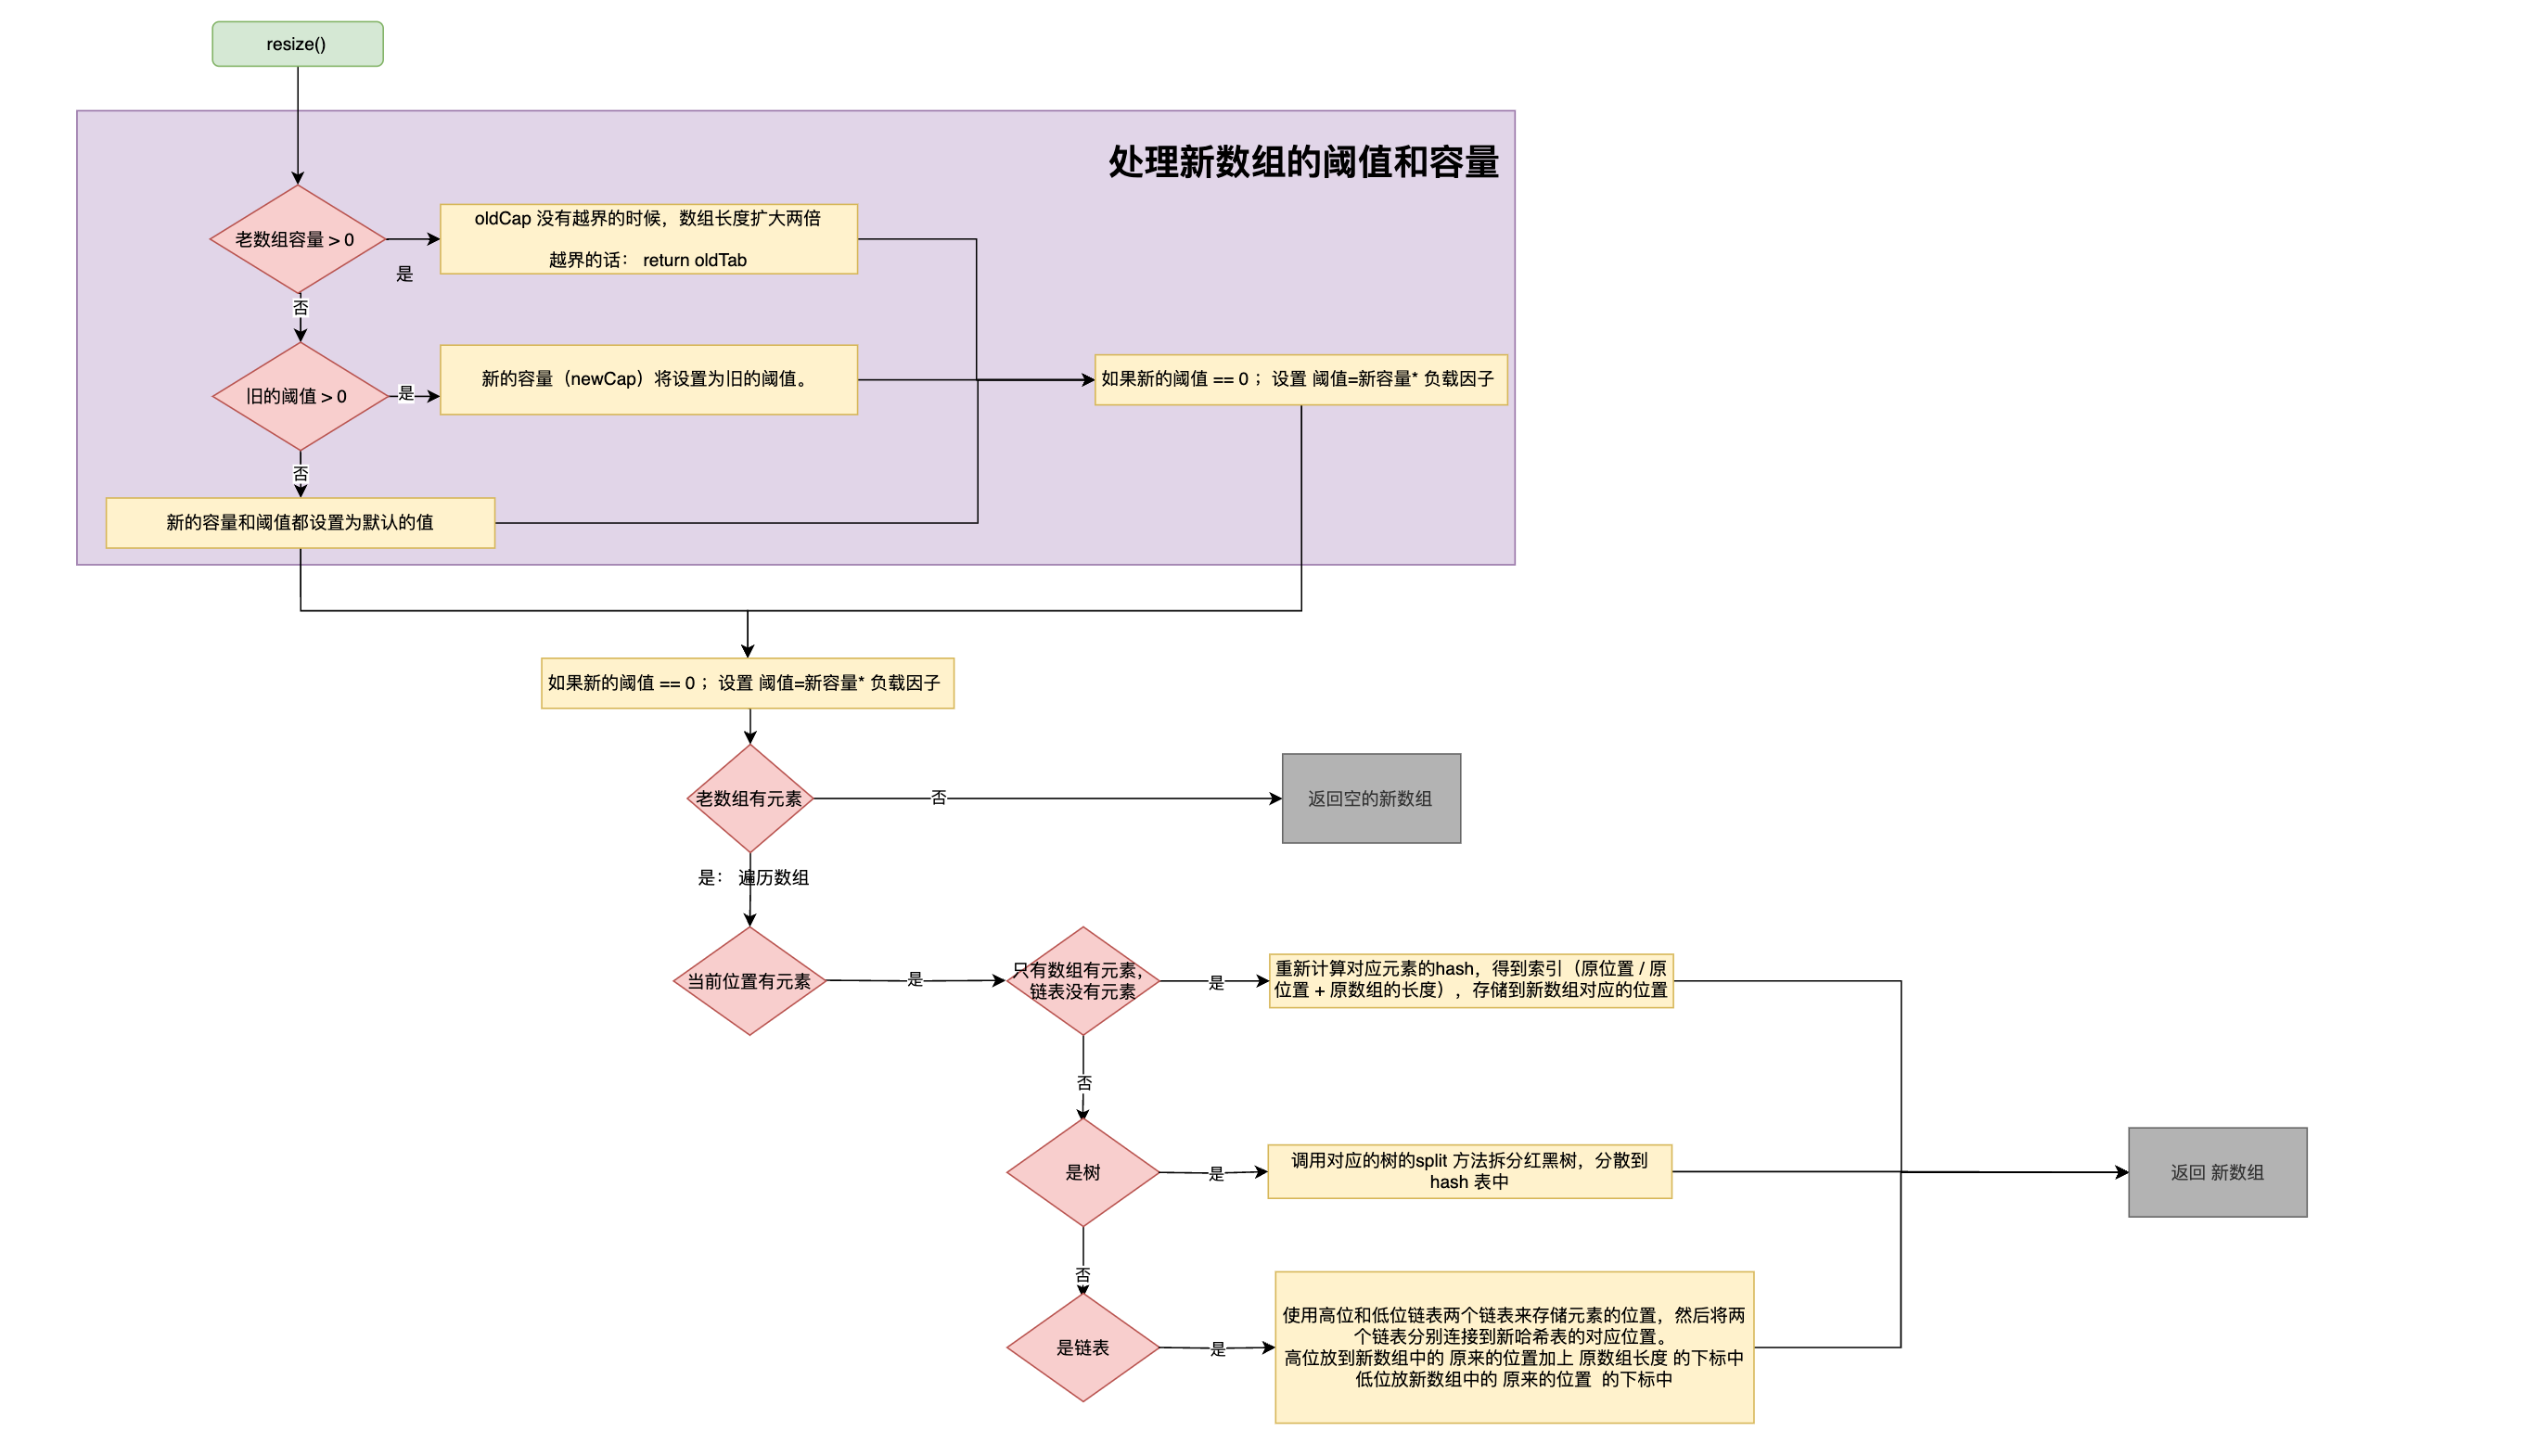 resize()
处理新数组的阈值和容量
老数组容量 > 0
是
oldCap 没有越界的时候，数组长度扩大两倍
越界的话： return oldTab
否
旧的阈值 > 0
是
新的容量（newCap）将设置为旧的阈值。
如果新的阈值 == 0 ；设置 阈值=新容量* 负载因子
否
新的容量和阈值都设置为默认的值
如果新的阈值 == 0 ；设置 阈值=新容量* 负载因子
老数组有元素
否
返回空的新数组
是： 遍历数组
当前位置有元素
是
只有数组有元素，
链表没有元素
是
重新计算对应元素的hash，得到索引（原位置 / 原
位置 + 原数组的长度），存储到新数组对应的位置
否
是树
是
调用对应的树的split 方法拆分红黑树，分散到
hash 表中
返回 新数组
否
是链表
是
使用高位和低位链表两个链表来存储元素的位置，然后将两
个链表分别连接到新哈希表的对应位置。
高位放到新数组中的 原来的位置加上 原数组长度 的下标中
低位放新数组中的 原来的位置 的下标中